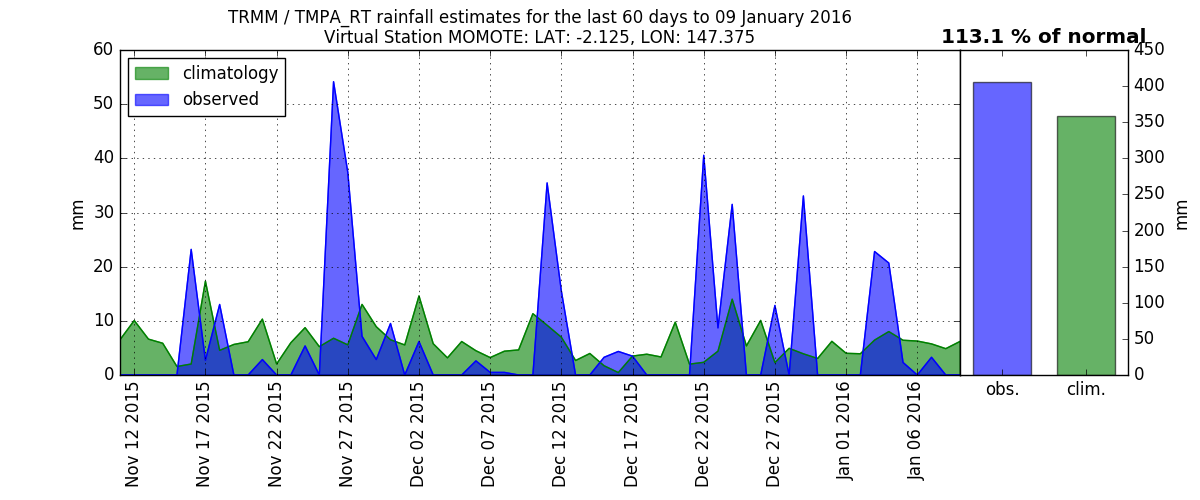 TRMM / TMPA_RT rainfall estimates for the last 60 days to 09 January 2016
Virtual Station MOMOTE: LAT: -2.125, LON: 147.375
113.1 % of normal
climatology
observed
60
50
40
30
20
10
0
mm
450
400
350
300
250
200
150
100
50
0
mm
Nov 12 2015
Nov 17 2015
Nov 22 2015
Nov 27 2015
Dec 02 2015
Dec 07 2015
Dec 12 2015
Dec 17 2015
Dec 22 2015
Dec 27 2015
Jan 01 2016
Jan 06 2016
obs.
clim.